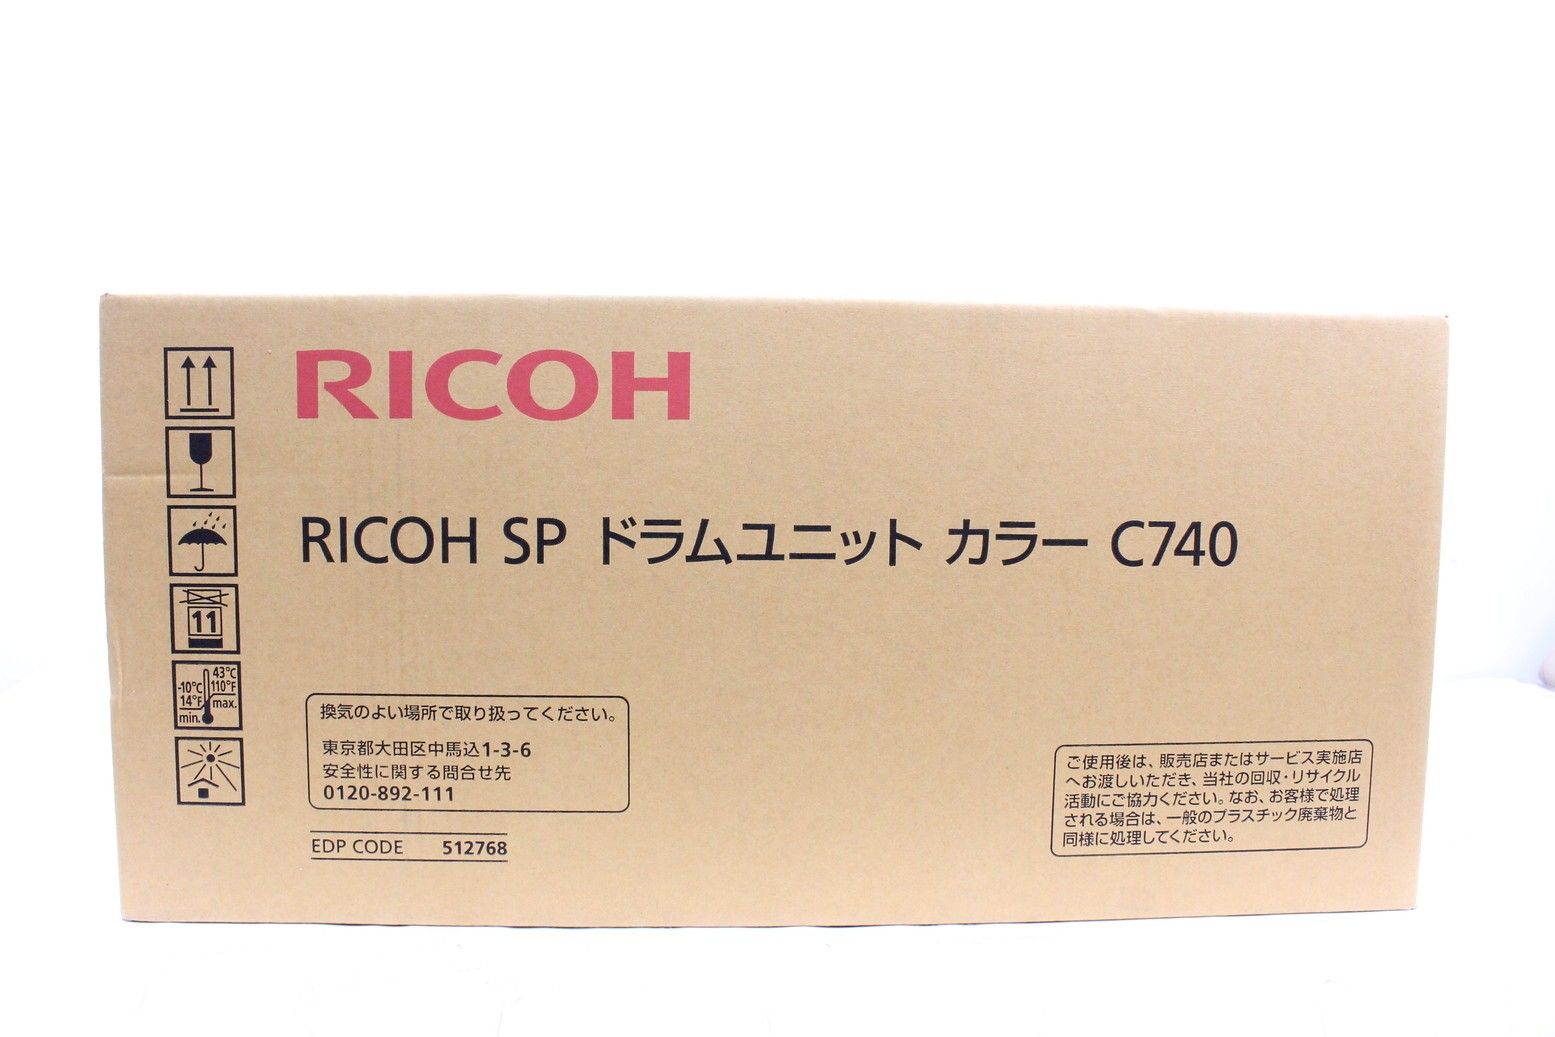 RICOH
RICOH SP ドラムユニット カラー C740
11
43°C
-10°C 110°F
14°F max.
min.
換気のよい場所で取り扱ってください。
東京都大田区中馬込1-3-6
安全性に関する問合せ先
0120-892-111
EDP CODE 512768
ご使用後は、販売店またはサービス実施店
へお渡しいただき、当社の回収・リサイクル
活動にご協力ください。なお、お客様で処理
される場合は、一般のプラスチック廃棄物と
同様に処理してください。